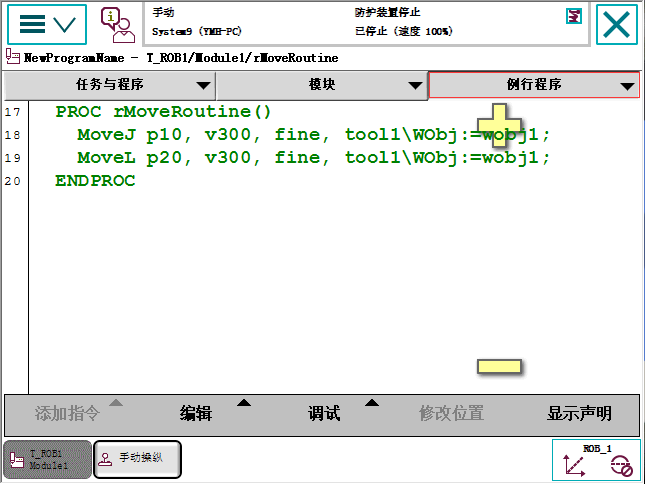 手动
防护装置停止
System9 (YMH-PC)
已停止 (速度 100%)
NewProgramName - T_ROB1/Module1/rMoveRoutine
任务与程序
模块
例行程序
17 PROC rMoveRoutine()
18 MoveJ p10, v300, fine, tool1\WObj:=wobj1;
19 MoveL p20, v300, fine, tool1\WObj:=wobj1;
20 ENDPROC
添加指令
编辑
调试
修改位置
显示声明
T_ROB1
Module1
手动操纵
ROB_1